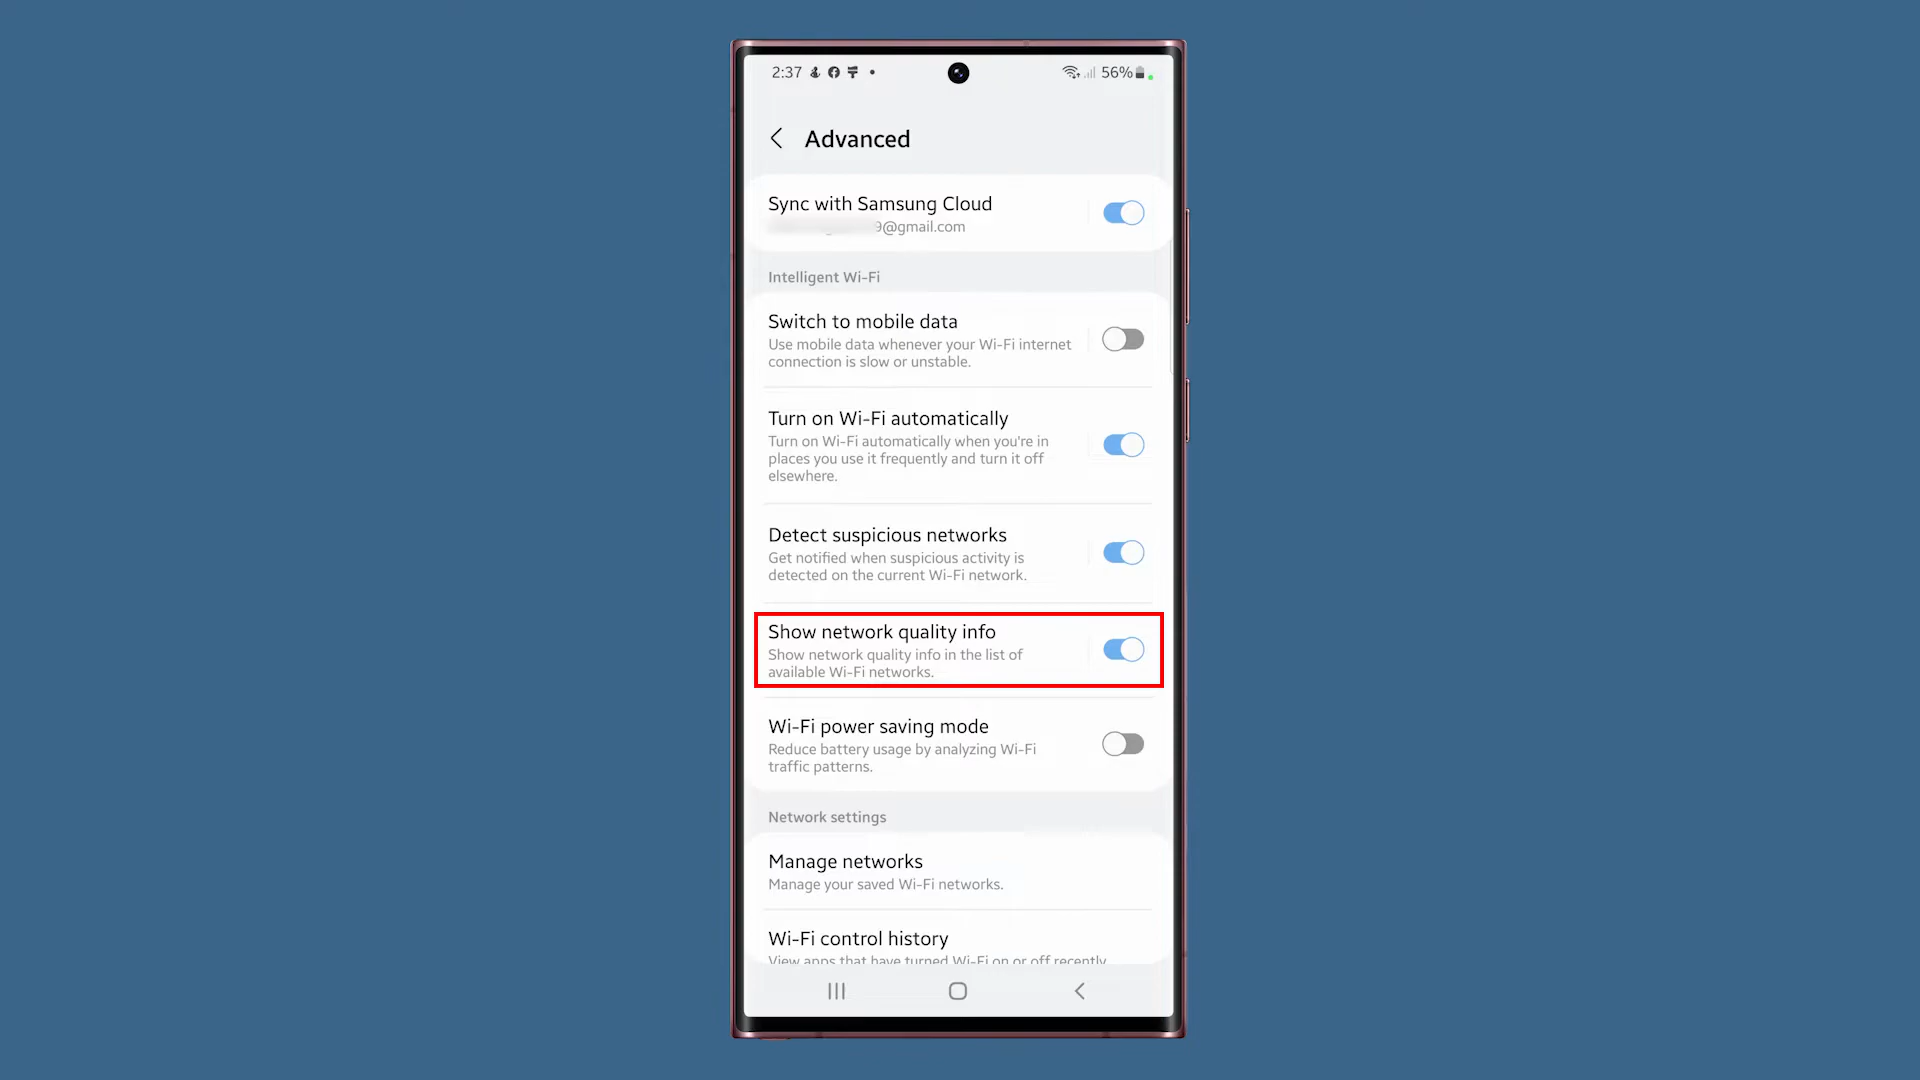 2:37
56%
Advanced
Sync with Samsung Cloud
9@gmail.com
Intelligent Wi-Fi
Switch to mobile data
Use mobile data whenever your Wi-Fi internet
connection is slow or unstable.
Turn on Wi-Fi automatically
Turn on Wi-Fi automatically when you're in
places you use it frequently and turn it off
elsewhere.
Detect suspicious networks
Get notified when suspicious activity is
detected on the current Wi-Fi network.
Show network quality info
Show network quality info in the list of
available Wi-Fi networks.
Wi-Fi power saving mode
Reduce battery usage by analyzing Wi-Fi
traffic patterns.
Network settings
Manage networks
Manage your saved Wi-Fi networks.
Wi-Fi control history
View apps that have turned Wi-Fi on or off recently